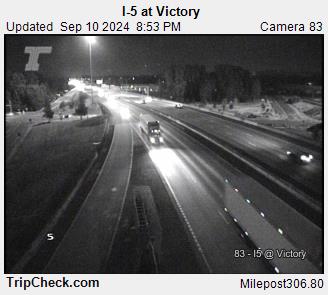 I-5 at Victory
Updated  Sep 10 2024  8:53 PM
Camera 83
T
S
83 - I5 @ Victory
TripCheck.com
Milepost306.80